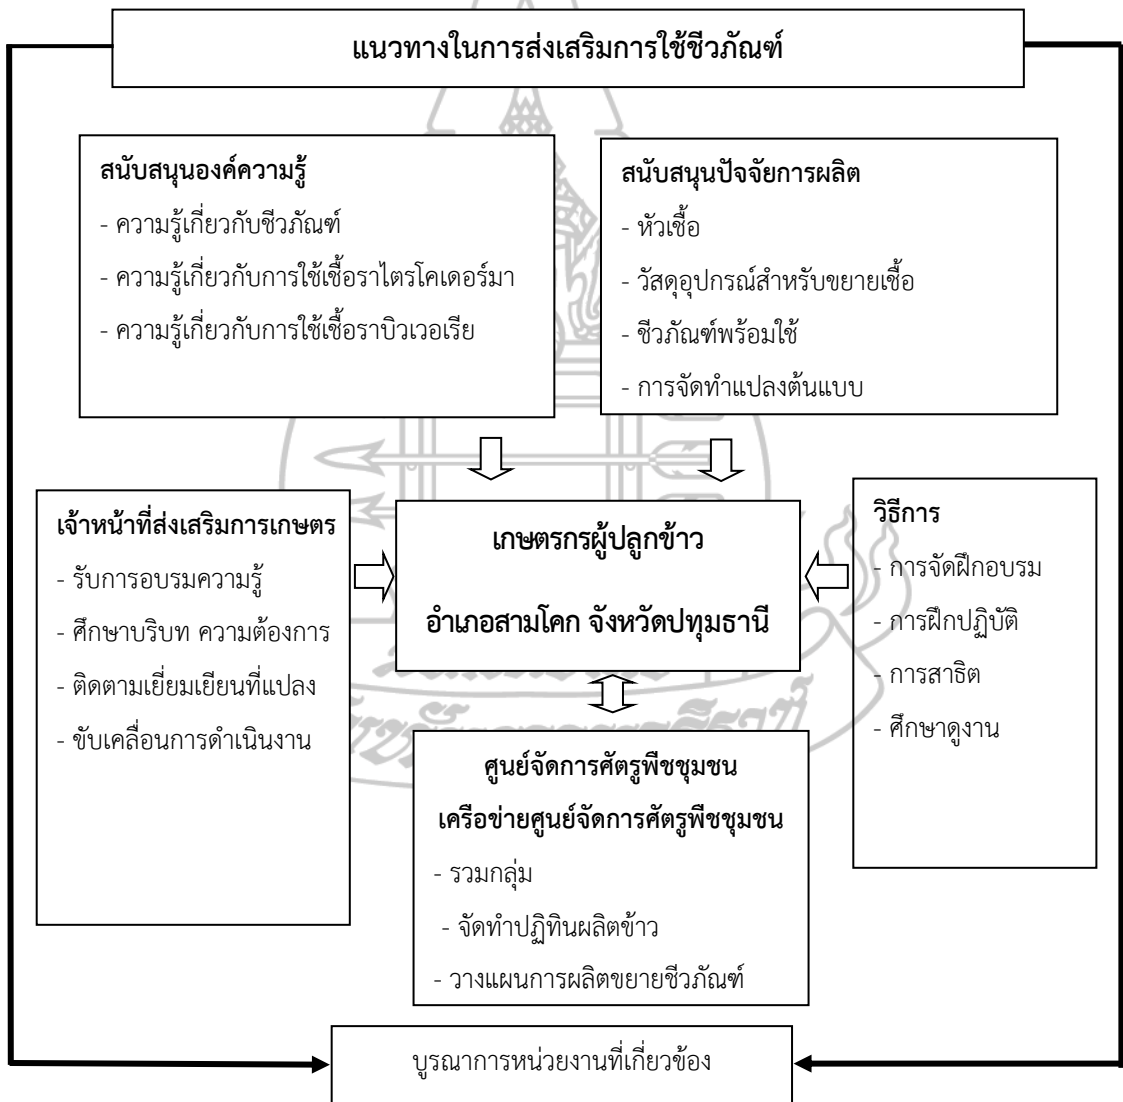 แนวทางในการส่งเสริมการใช้ชีวภัณฑ์
สนับสนุนองค์ความรู้
- ความรู้เกี่ยวกับชีวภัณฑ์
- ความรู้เกี่ยวกับการใช้เชื้อราไตรโคเดอร์มา
- ความรู้เกี่ยวกับการใช้เชื้อราบิวเวอเรีย
สนับสนุนปัจจัยการผลิต
- หัวเชื้อ
- วัสดุอุปกรณ์สำหรับขยายเชื้อ
- ชีวภัณฑ์พร้อมใช้
- การจัดทำแปลงต้นแบบ
เจ้าหน้าที่ส่งเสริมการเกษตร
- รับการอบรมความรู้
- ศึกษาบริบท ความต้องการ
- ติดตามเยี่ยมเยียนที่แปลง
- ขับเคลื่อนการดำเนินงาน
เกษตรกรผู้ปลูกข้าว
อำเภอสามโคก จังหวัดปทุมธานี
วิธีการ
- การจัดฝึกอบรม
- การฝึกปฏิบัติ
- การสาธิต
- ศึกษาดูงาน
ศูนย์จัดการศัตรูพืชชุมชน
เครือข่ายศูนย์จัดการศัตรูพืชชุมชน
- รวมกลุ่ม
- จัดทำปฏิทินผลิตข้าว
- วางแผนการผลิตขยายชีวภัณฑ์
บูรณาการหน่วยงานที่เกี่ยวข้อง